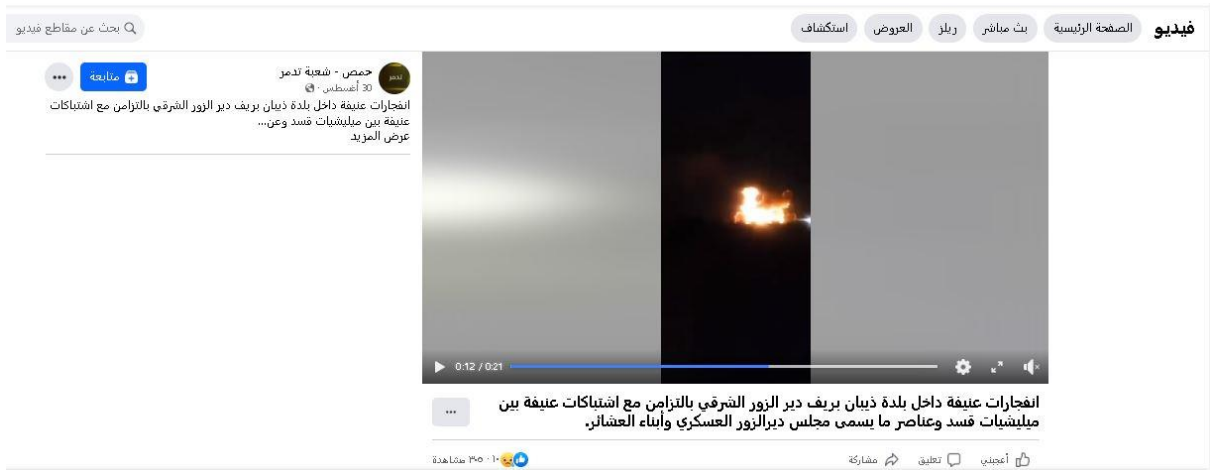 فيديو
الصفحة الرئيسية
بث مباشر
ريلز
العروض
استكشاف
بحث عن مقاطع فيديو
حمص - شعبة تدمر
30 أغسطس ·
متابعة
انفجارات عنيفة داخل بلدة ذيبان بريف دير الزور الشرقي بالتزامن مع اشتباكات
عنيفة بين ميليشيات قسد وعن...
عرض المزيد
تدمر
0:12 / 0:21
انفجارات عنيفة داخل بلدة ذيبان بريف دير الزور الشرقي بالتزامن مع اشتباكات عنيفة بين
ميليشيات قسد وعناصر ما يسمى مجلس ديرالزور العسكري وأبناء العشائر.
أعجبني
تعليق
مشاركة
١٠ · ٣٠٥ مشاهدة